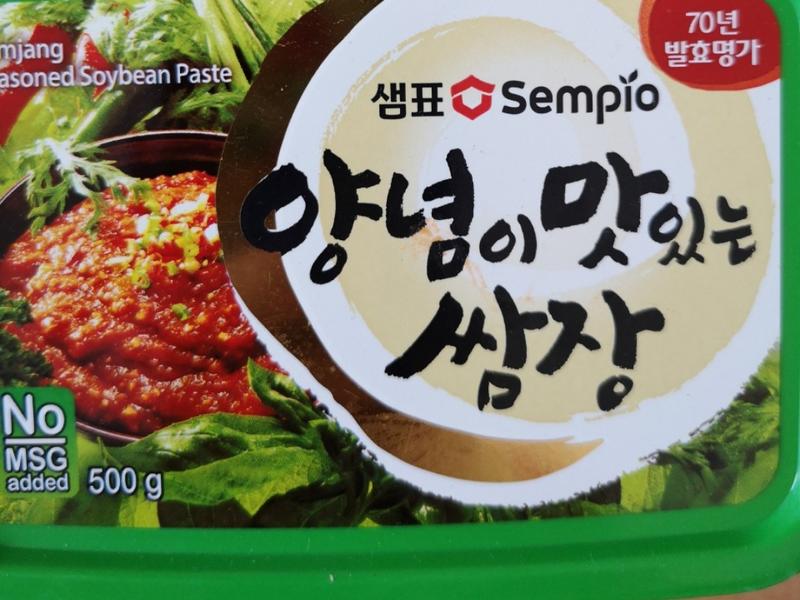 mjang
asoned Soybean Paste
70년
발효명가
샘표 Sempio
양념이 맛있는
쌈장
No
MSG
added
500 g